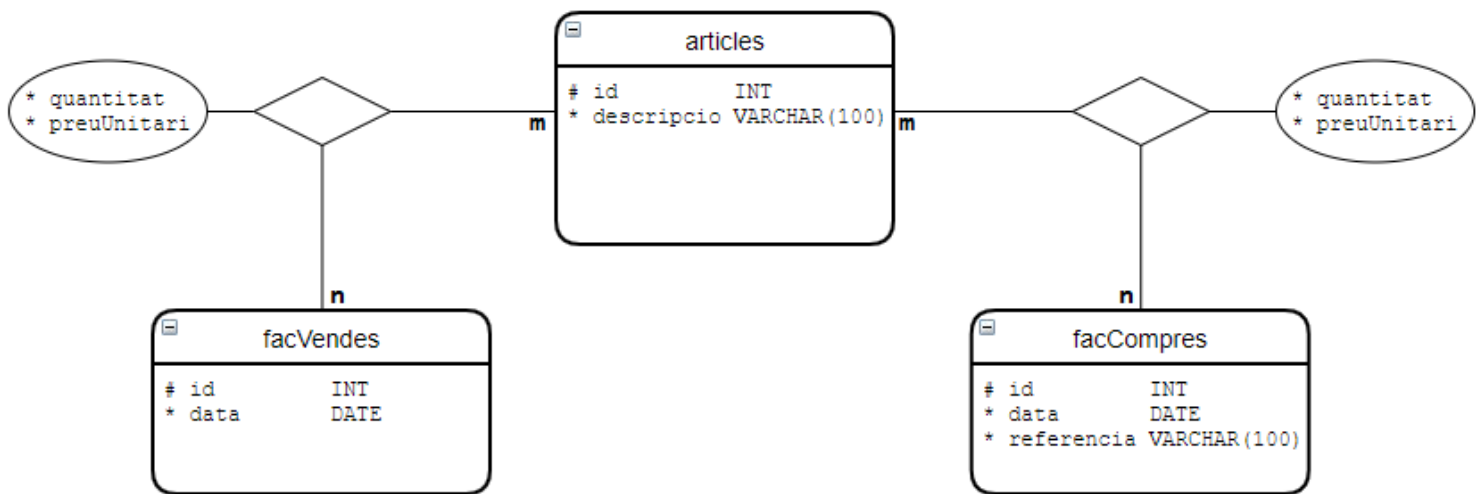 articles
# id INT
* descripcio VARCHAR(100)
* quantitat
* preuUnitari
m
m
* quantitat
* preuUnitari
n
n
facVendes
# id INT
* data DATE
facCompres
# id INT
* data DATE
* referencia VARCHAR(100)